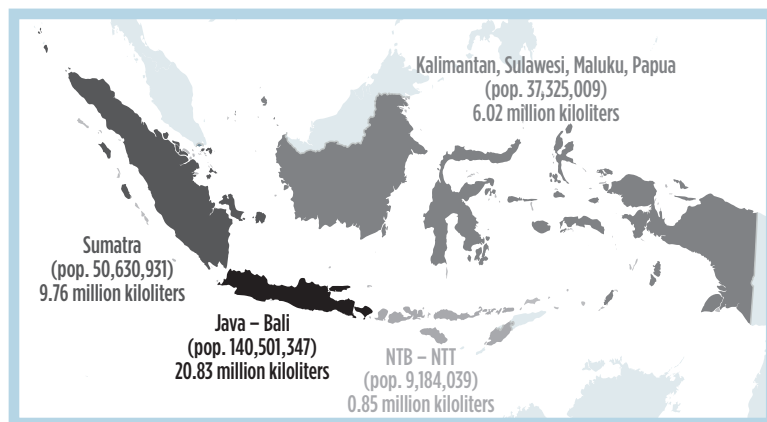 Kalimantan, Sulawesi, Maluku, Papua
(pop. 37,325,009)
6.02 million kiloliters
Sumatra
(pop. 50,630,931)
9.76 million kiloliters
Java – Bali
(pop. 140,501,347)
20.83 million kiloliters
NTB – NTT
(pop. 9,184,039)
0.85 million kiloliters